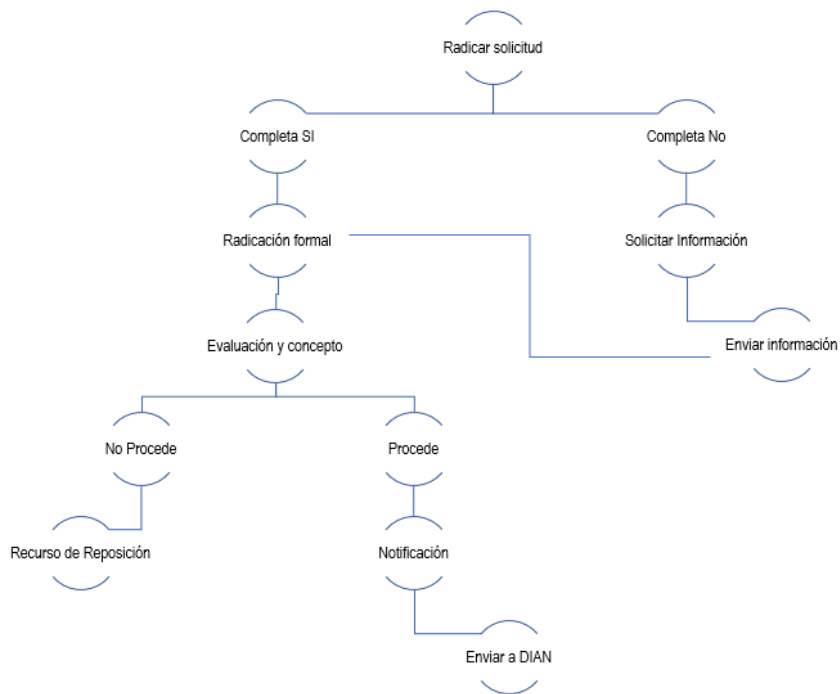 Radicar solicitud
Completa SI
Completa No
Radicación formal
Solicitar Información
Enviar información
Evaluación y concepto
No Procede
Procede
Recurso de Reposición
Notificación
Enviar a DIAN